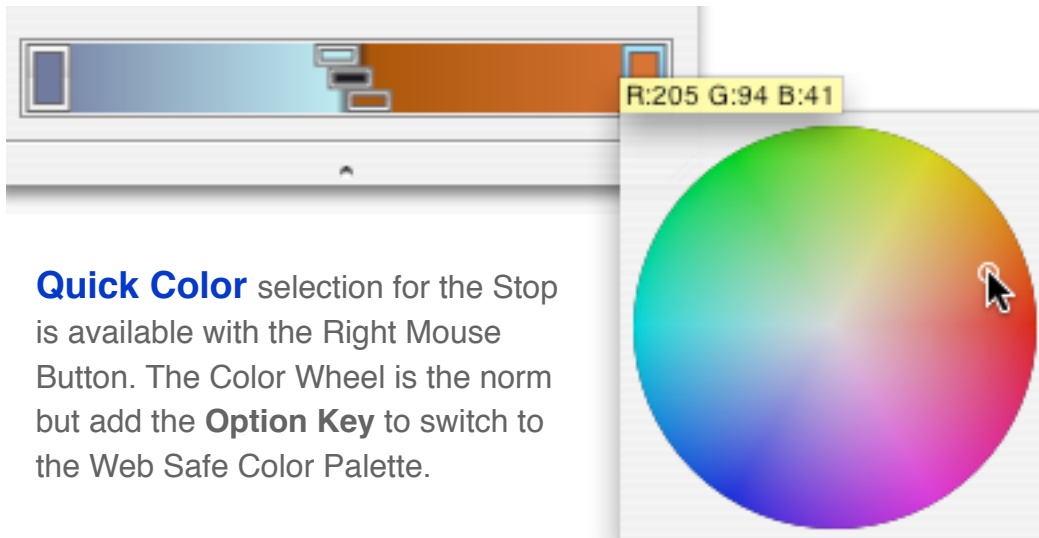 R:205 G:94 B:41
Quick Color selection for the Stop
is available with the Right Mouse
Button. The Color Wheel is the norm
but add the Option Key to switch to
the Web Safe Color Palette.